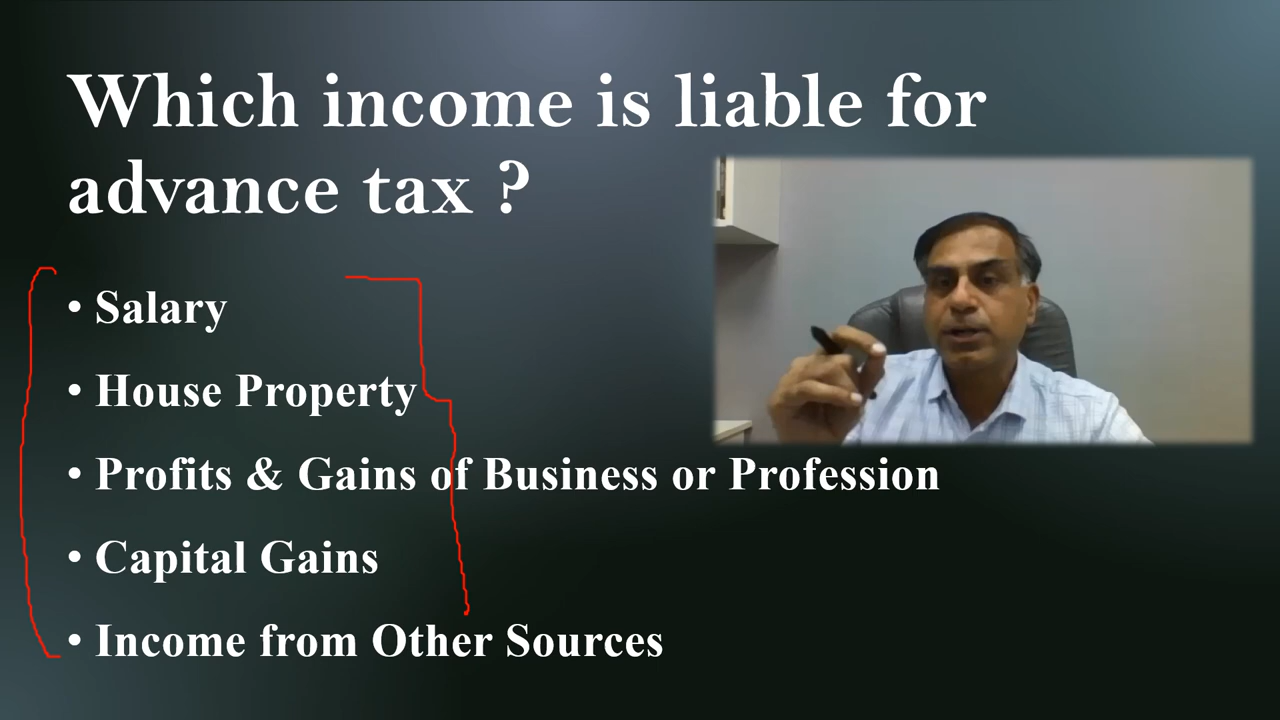 Which income is liable for
advance tax ?
• Salary
• House Property
• Profits & Gains of Business or Profession
• Capital Gains
• Income from Other Sources